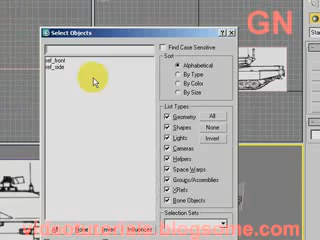 GN
Select Objects
Find Case Sensitive
ref_front
ref_side
Sort
Alphabetical
By Type
By Color
By Size
List Types
Geometry
All
Shapes
None
Lights
Invert
Cameras
Helpers
Space Warps
Groups/Assemblies
XRefs
Bone Objects
Selection Sets
All
None
Invert
Influences